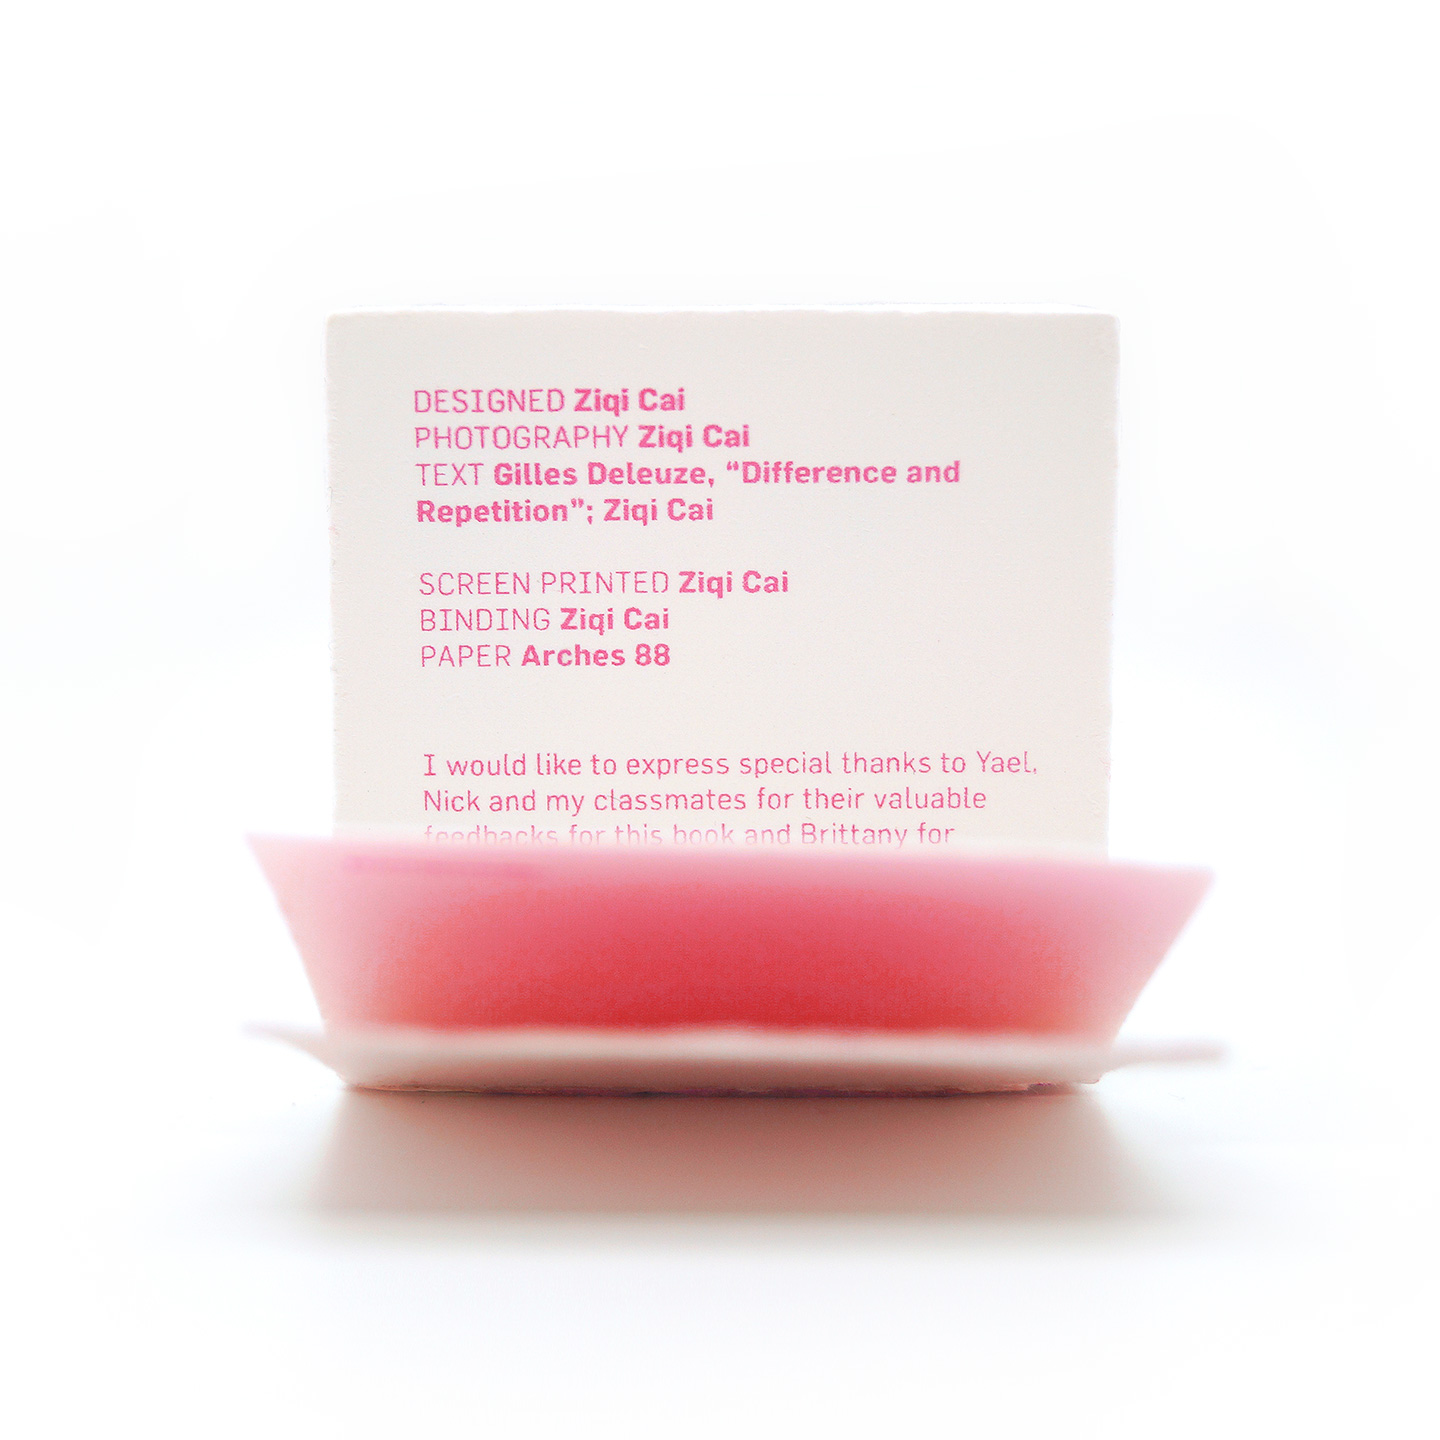 DESIGNED Ziqi Cai
PHOTOGRAPHY Ziqi Cai
TEXT Gilles Deleuze, “Difference and
Repetition”; Ziqi Cai
SCREEN PRINTED Ziqi Cai
BINDING Ziqi Cai
PAPER Arches 88
I would like to express special thanks to Yael,
Nick and my classmates for their valuable
feedbacks for this book and Brittany for